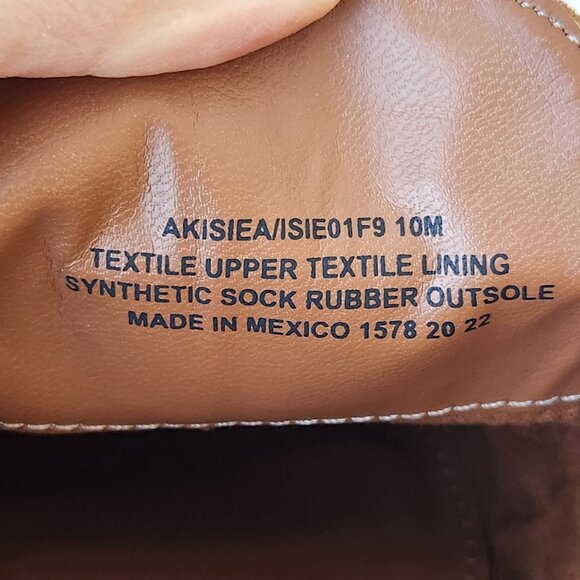 AKISIEA/ISIE01F9 10M
TEXTILE UPPER TEXTILE LINING
SYNTHETIC SOCK RUBBER OUTSOLE
MADE IN MEXICO 1578 20 22